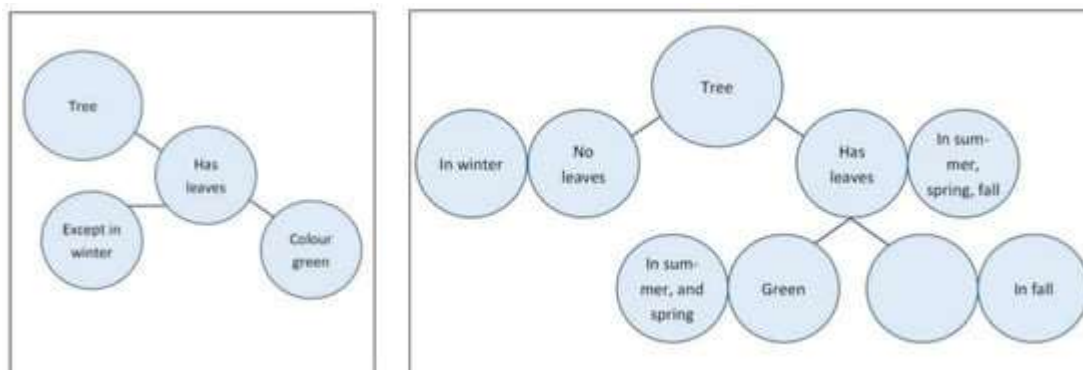 Tree
Has
leaves
Except in
winter
Colour
green
Tree
In winter
No
leaves
Has
leaves
In sum-
mer,
spring, fall
In sum-
mer, and
spring
Green
In fall